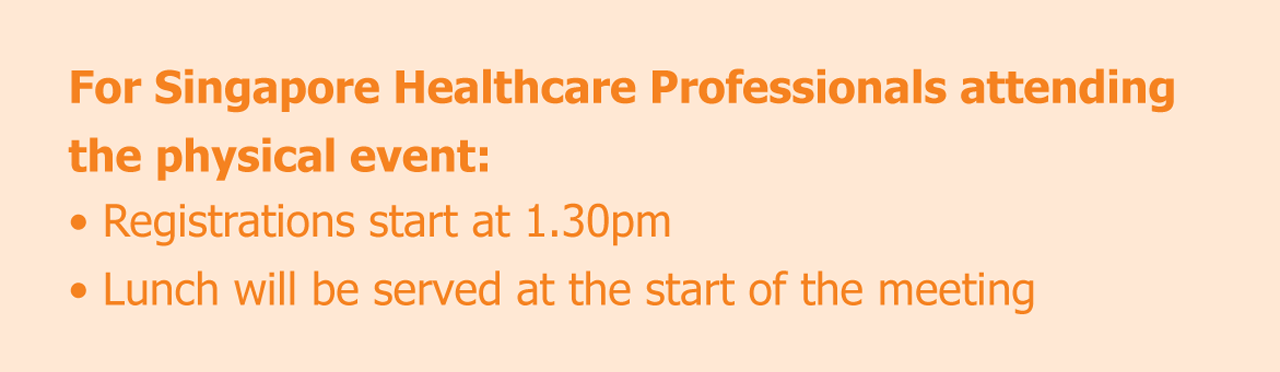 For Singapore Healthcare Professionals attending
the physical event:
• Registrations start at 1.30pm
• Lunch will be served at the start of the meeting